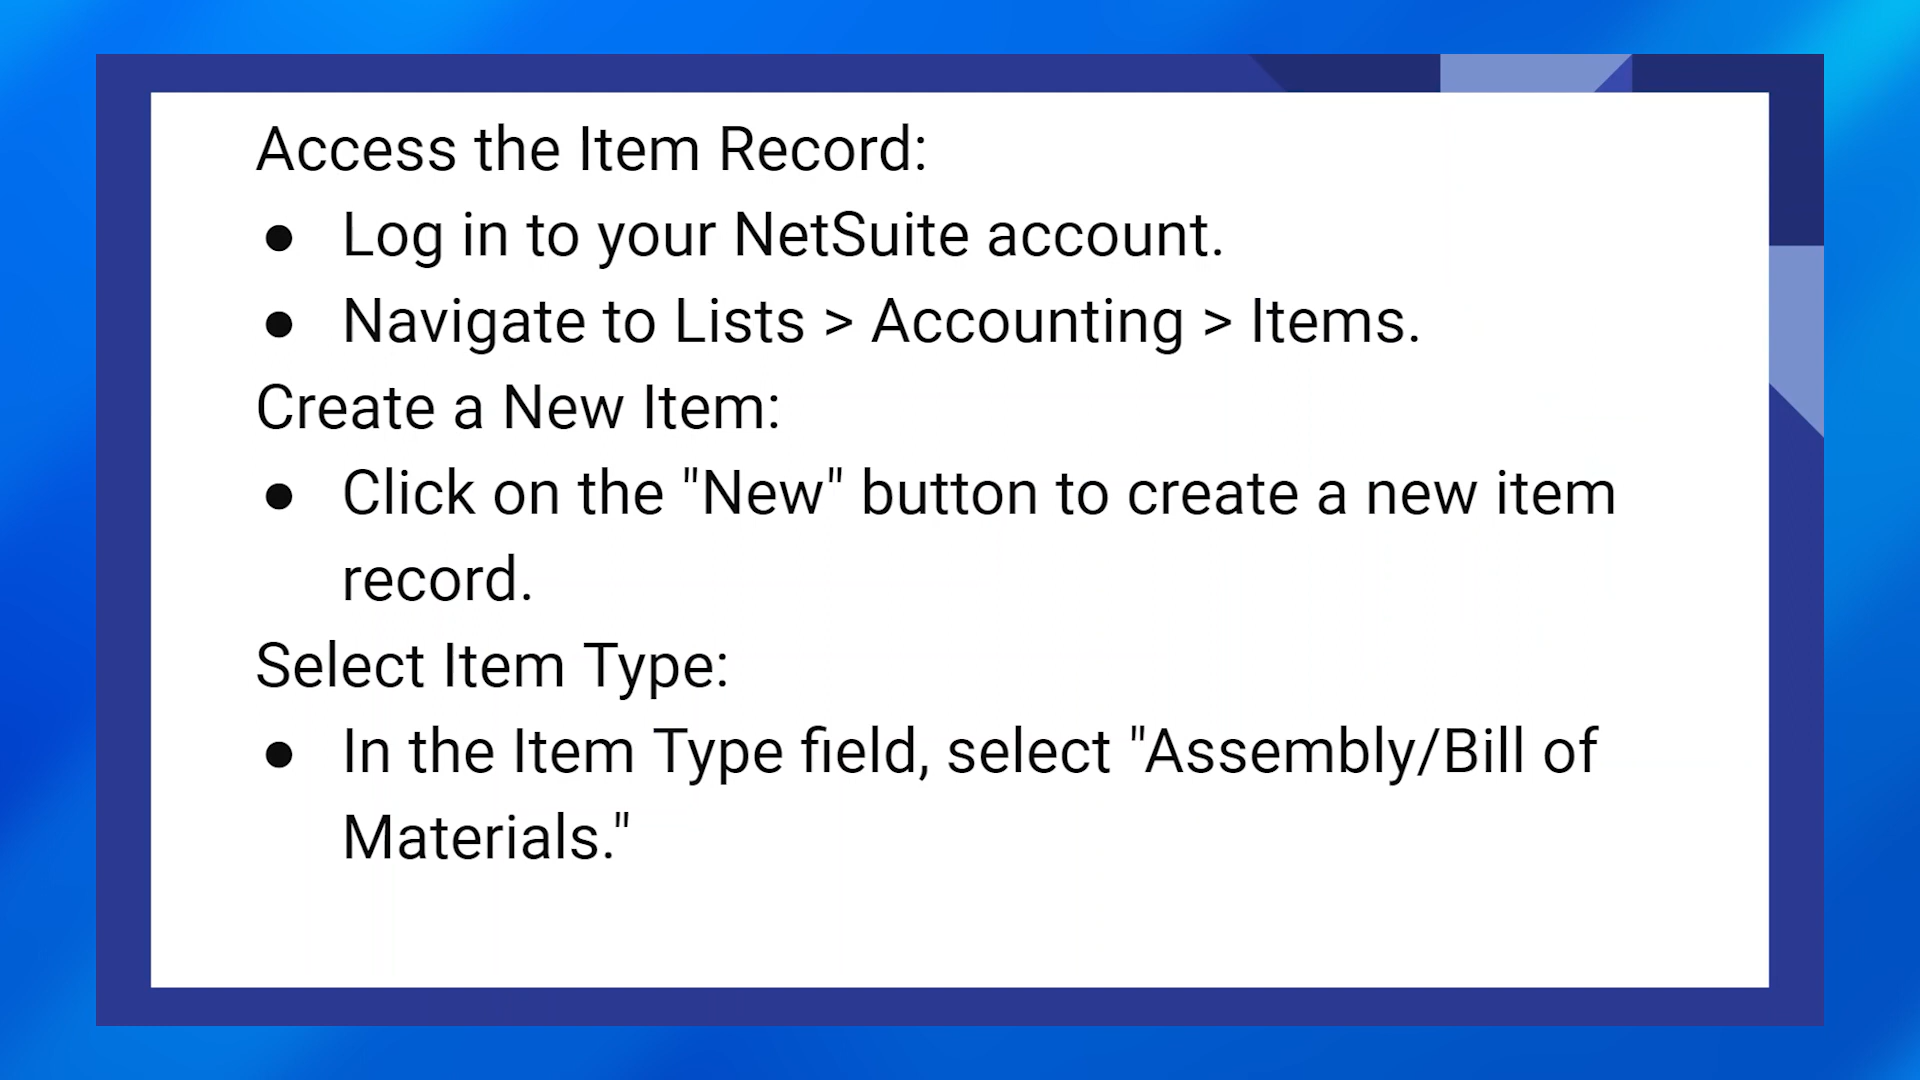 Access the Item Record:
● Log in to your NetSuite account.
● Navigate to Lists > Accounting > Items.
Create a New Item:
● Click on the "New" button to create a new item
record.
Select Item Type:
● In the Item Type field, select "Assembly/Bill of
Materials."